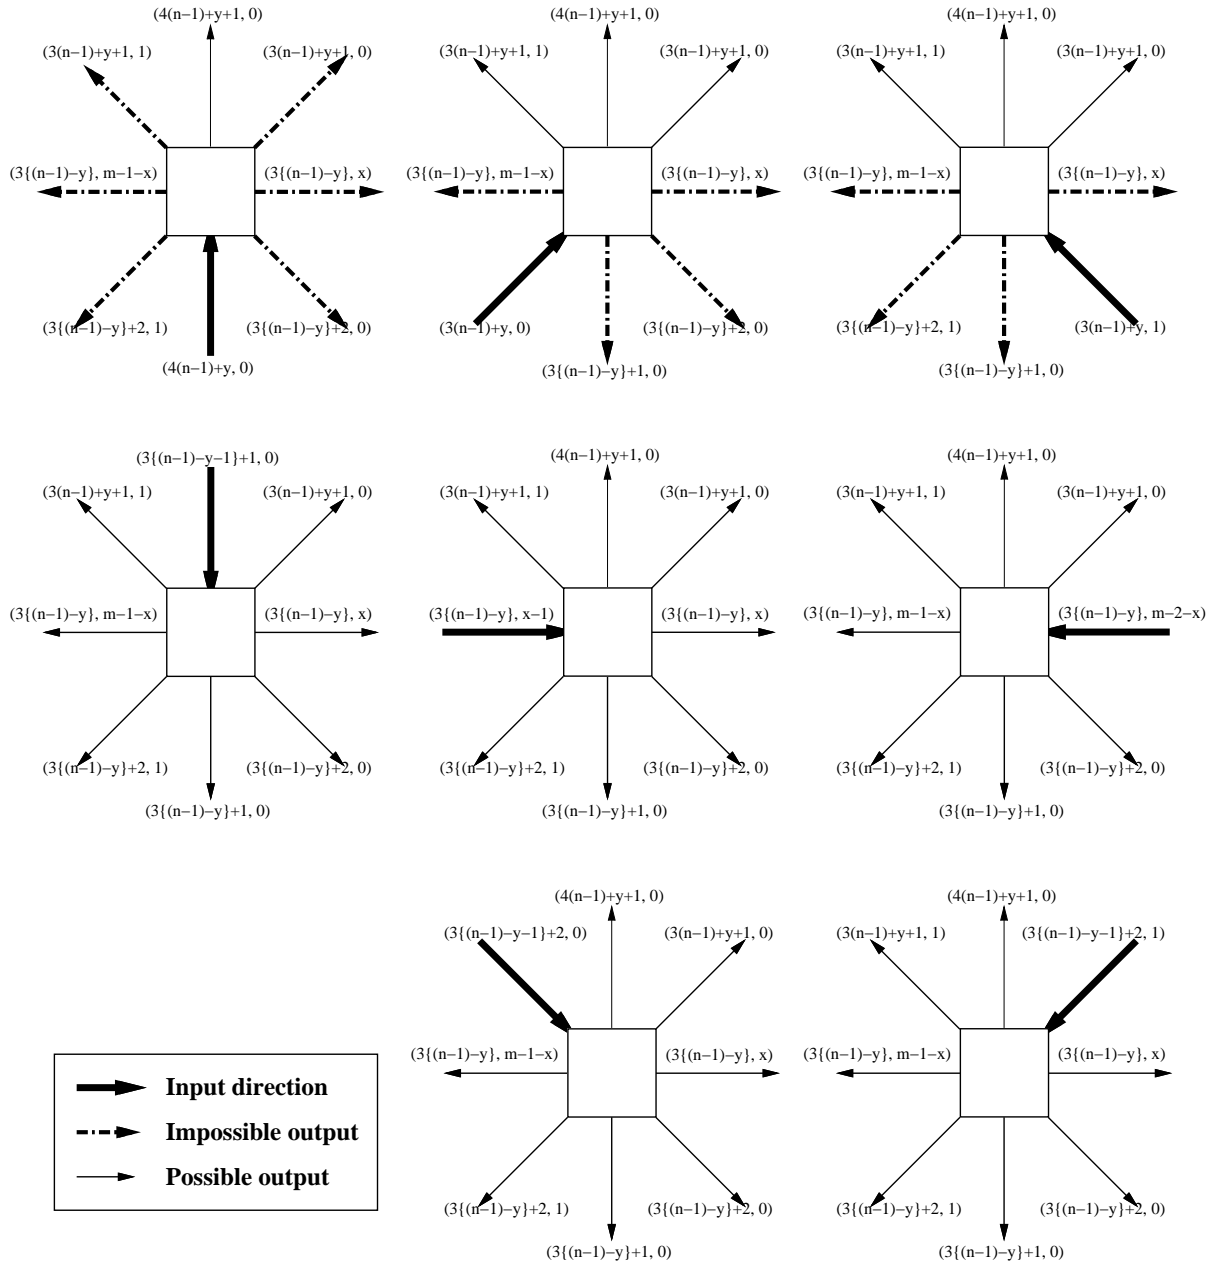 (4(n−1)+y+1, 0)
(4(n−1)+y+1, 0)
(4(n−1)+y+1, 0)
(3(n−1)+y+1, 1)
(3(n−1)+y+1, 0)
(3(n−1)+y+1, 1)
(3(n−1)+y+1, 0)
(3(n−1)+y+1, 1)
(3(n−1)+y+1, 0)
(3{(n−1)−y}, m−1−x)
(3{(n−1)−y}, x)
(3{(n−1)−y}, m−1−x)
(3{(n−1)−y}, x)
(3{(n−1)−y}, m−1−x)
(3{(n−1)−y}, x)
(3{(n−1)−y}+2, 1)
(3{(n−1)−y}+2, 0)
(3(n−1)+y, 0)
(3{(n−1)−y}+2, 0)
(3{(n−1)−y}+2, 1)
(3(n−1)+y, 1)
(4(n−1)+y, 0)
(3{(n−1)−y}+1, 0)
(3{(n−1)−y}+1, 0)
(3{(n−1)−y−1}+1, 0)
(4(n−1)+y+1, 0)
(4(n−1)+y+1, 0)
(3(n−1)+y+1, 1)
(3(n−1)+y+1, 0)
(3(n−1)+y+1, 1)
(3(n−1)+y+1, 0)
(3(n−1)+y+1, 1)
(3(n−1)+y+1, 0)
(3{(n−1)−y}, m−1−x)
(3{(n−1)−y}, x)
(3{(n−1)−y}, x−1)
(3{(n−1)−y}, x)
(3{(n−1)−y}, m−1−x)
(3{(n−1)−y}, m−2−x)
(3{(n−1)−y}+2, 1)
(3{(n−1)−y}+2, 0)
(3{(n−1)−y}+2, 1)
(3{(n−1)−y}+2, 0)
(3{(n−1)−y}+2, 1)
(3{(n−1)−y}+2, 0)
(3{(n−1)−y}+1, 0)
(3{(n−1)−y}+1, 0)
(3{(n−1)−y}+1, 0)
(4(n−1)+y+1, 0)
(4(n−1)+y+1, 0)
(3{(n−1)−y−1}+2, 0)
(3(n−1)+y+1, 0)
(3(n−1)+y+1, 1)
(3{(n−1)−y−1}+2, 1)
(3{(n−1)−y}, m−1−x)
(3{(n−1)−y}, x)
(3{(n−1)−y}, m−1−x)
(3{(n−1)−y}, x)
(3{(n−1)−y}+2, 1)
(3{(n−1)−y}+2, 0)
(3{(n−1)−y}+2, 1)
(3{(n−1)−y}+2, 0)
(3{(n−1)−y}+1, 0)
(3{(n−1)−y}+1, 0)
Input direction
Impossible output
Possible output